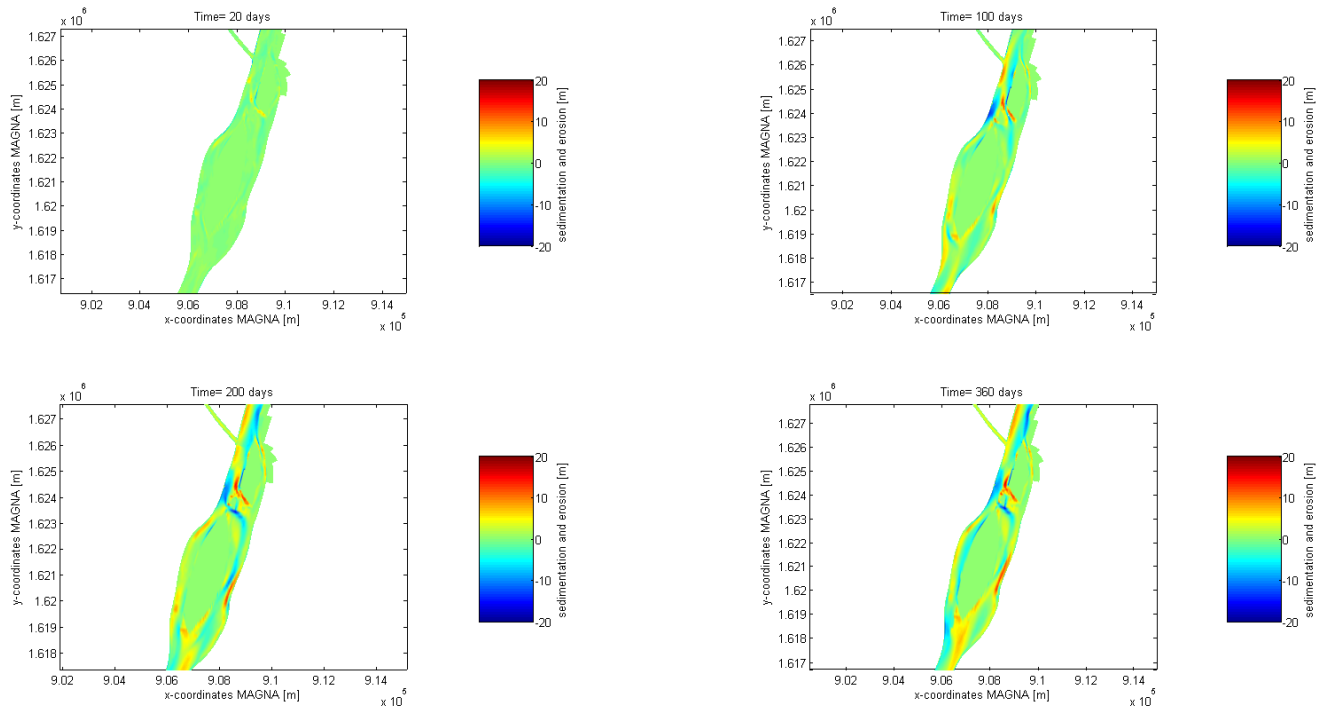 x 10^6
Time= 20 days
1.627
1.626
1.625
1.624
1.623
1.622
1.621
1.62
1.619
1.618
1.617
y-coordinates MAGNA [m]
9.02 9.04 9.06 9.08 9.1 9.12 9.14
x-coordinates MAGNA [m]
x 10^5
20
10
0
-10
-20
sedimentation and erosion [m]
x 10^6
Time= 100 days
1.627
1.626
1.625
1.624
1.623
1.622
1.621
1.62
1.619
1.618
1.617
y-coordinates MAGNA [m]
9.02 9.04 9.06 9.08 9.1 9.12 9.14
x-coordinates MAGNA [m]
x 10^5
20
10
0
-10
-20
sedimentation and erosion [m]
x 10^6
Time= 200 days
1.627
1.626
1.625
1.624
1.623
1.622
1.621
1.62
1.619
1.618
y-coordinates MAGNA [m]
9.02 9.04 9.06 9.08 9.1 9.12 9.14
x-coordinates MAGNA [m]
x 10^5
20
10
0
-10
-20
sedimentation and erosion [m]
x 10^6
Time= 360 days
1.627
1.626
1.625
1.624
1.623
1.622
1.621
1.62
1.619
1.618
1.617
y-coordinates MAGNA [m]
9.02 9.04 9.06 9.08 9.1 9.12 9.14
x-coordinates MAGNA [m]
x 10^5
20
10
0
-10
-20
sedimentation and erosion [m]